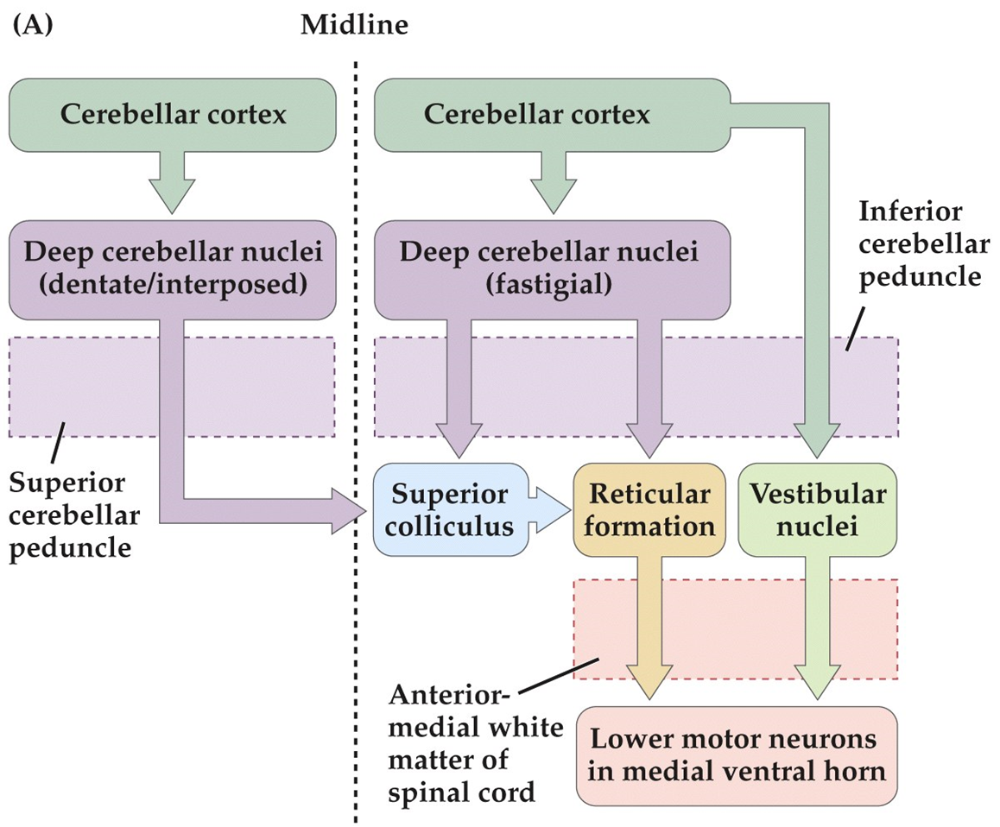 (A)
Midline
Cerebellar cortex
Cerebellar cortex
Deep cerebellar nuclei
(dentate/interposed)
Deep cerebellar nuclei
(fastigial)
Inferior
cerebellar
peduncle
Superior
cerebellar
peduncle
Superior
colliculus
Reticular
formation
Vestibular
nuclei
Anterior-
medial white
matter of
spinal cord
Lower motor neurons
in medial ventral horn